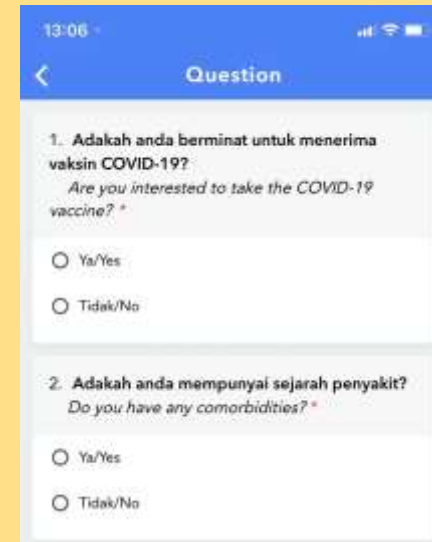 13:06
Question
1. Adakah anda berminat untuk menerima
vaksin COVID-19?
Are you interested to take the COVID-19
vaccine? *
Ya/Yes
Tidak/No
2. Adakah anda mempunyai sejarah penyakit?
Do you have any comorbidities? *
Ya/Yes
Tidak/No